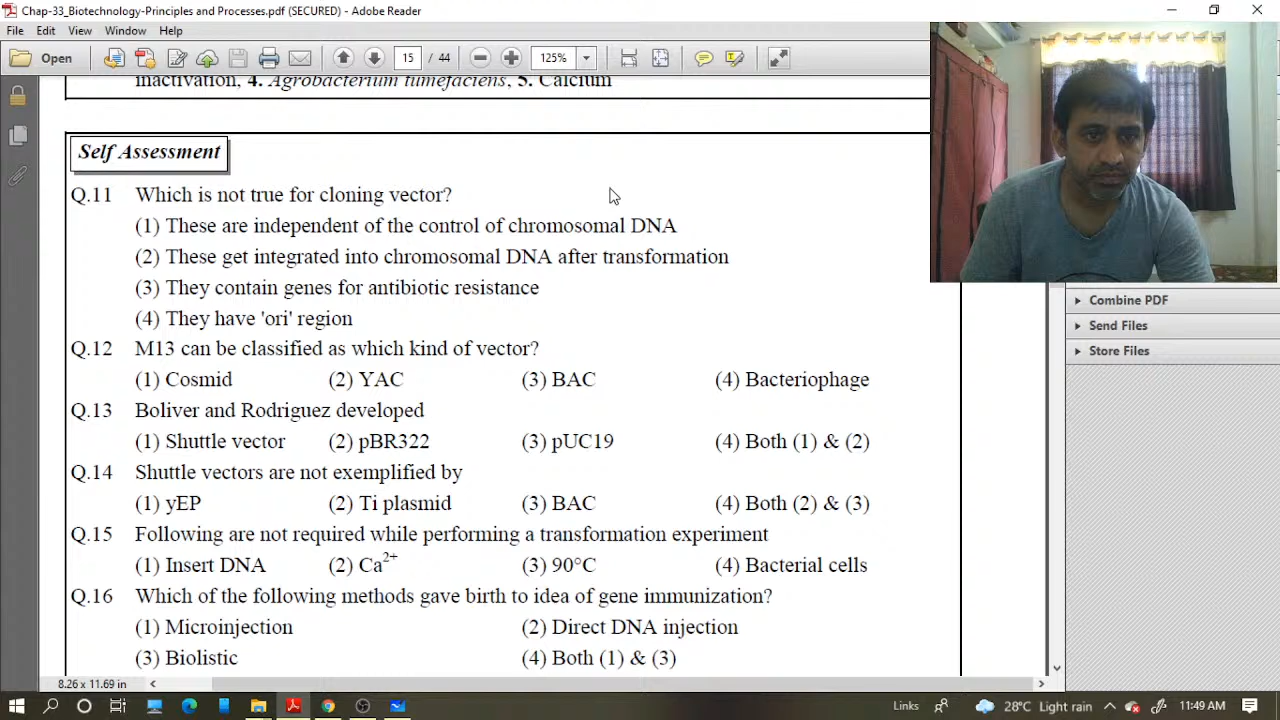 Chap-33_Biotechnology-Principles and Processes.pdf (SECURED) - Adobe Reader
File Edit View Window Help
Open 15 / 44 125%
inactivation, 4. Agrobacterium tumefaciens, 5. Calcium
Self Assessment
Q.11 Which is not true for cloning vector?
(1) These are independent of the control of chromosomal DNA
(2) These get integrated into chromosomal DNA after transformation
(3) They contain genes for antibiotic resistance
(4) They have 'ori' region
Q.12 M13 can be classified as which kind of vector?
(1) Cosmid (2) YAC (3) BAC (4) Bacteriophage
Q.13 Boliver and Rodriguez developed
(1) Shuttle vector (2) pBR322 (3) pUC19 (4) Both (1) & (2)
Q.14 Shuttle vectors are not exemplified by
(1) yEP (2) Ti plasmid (3) BAC (4) Both (2) & (3)
Q.15 Following are not required while performing a transformation experiment
(1) Insert DNA (2) Ca2+ (3) 90°C (4) Bacterial cells
Q.16 Which of the following methods gave birth to idea of gene immunization?
(1) Microinjection (2) Direct DNA injection
(3) Biolistic (4) Both (1) & (3)
Combine PDF
Send Files
Store Files
8.26 x 11.69 in
Links 28°C Light rain 11:49 AM